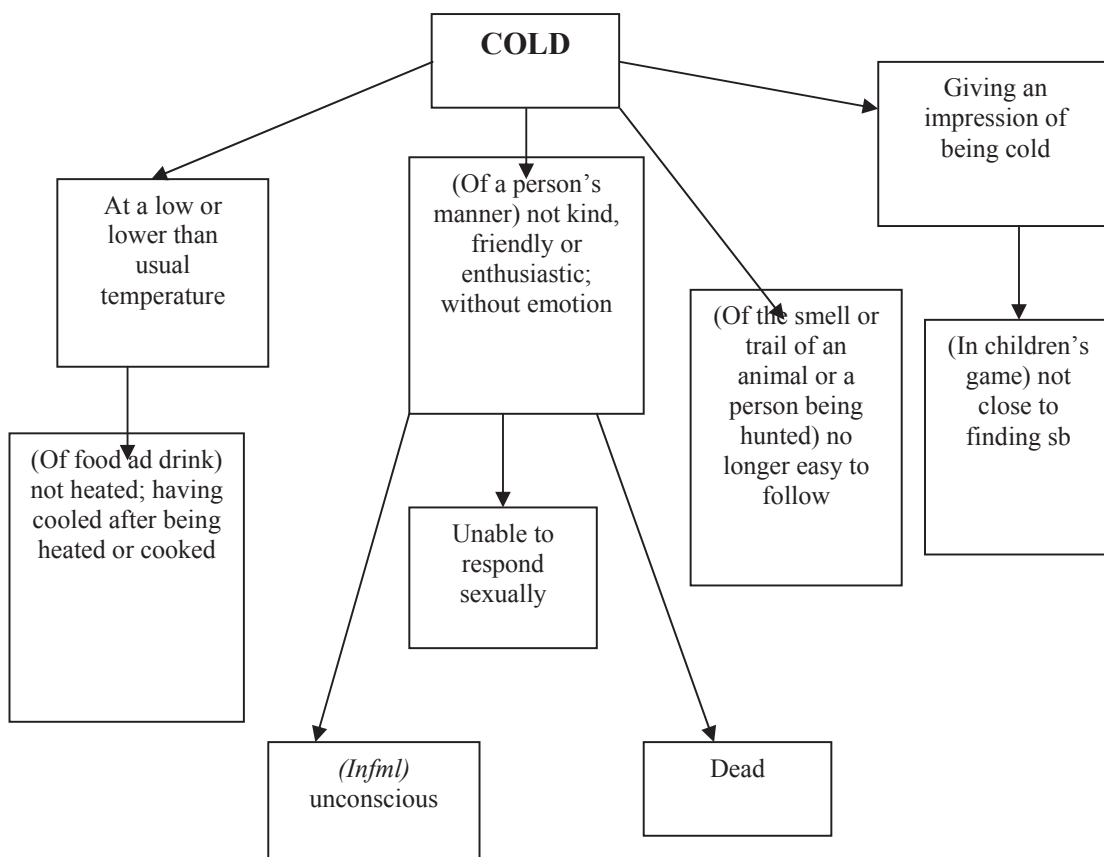 COLD
Giving an
impression of
being cold
(Of a person’s
manner) not kind,
friendly or
enthusiastic;
without emotion
At a low or
lower than
usual
temperature
(Of the smell or
trail of an
animal or a
person being
hunted) no
longer easy to
follow
(In children’s
game) not
close to
finding sb
(Of food ad drink)
not heated; having
cooled after being
heated or cooked
Unable to
respond
sexually
(Infml)
unconscious
Dead